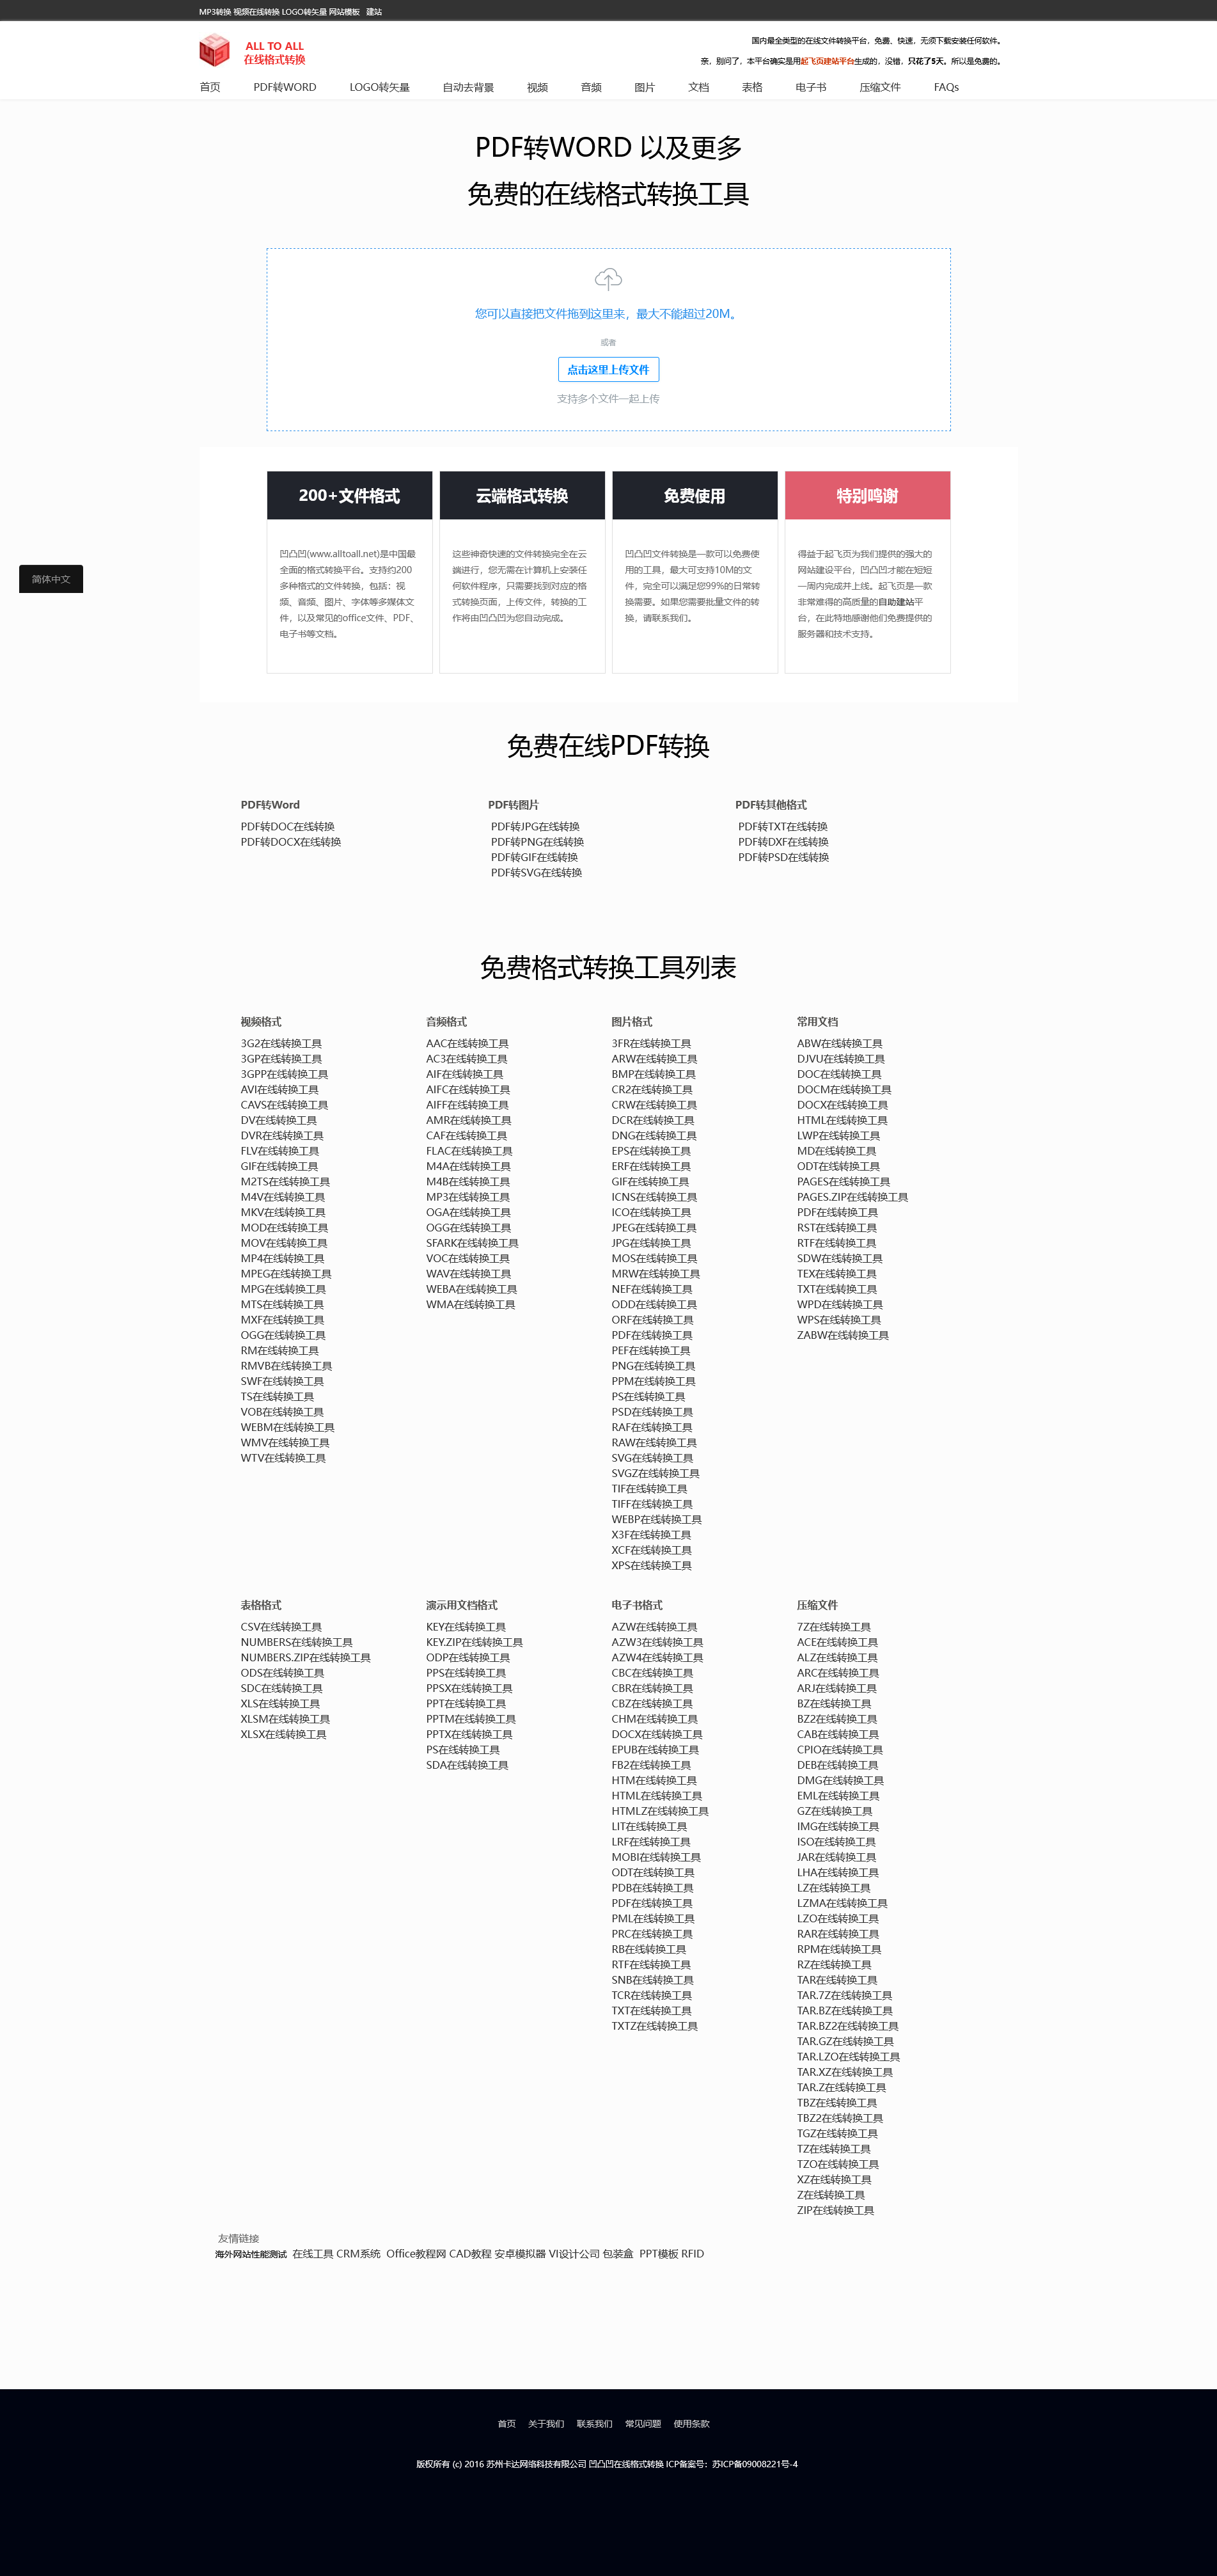 MP3转换 视频在线转换 LOGO转矢量 网站模板 建站
ALL TO ALL
在线格式转换
国内最全类型的在线文件转换平台，免费、快速，无须下载安装任何软件。
亲，别问了，本平台确实是用起飞页建站平台生成的，没错，只花了5天。所以是免费的。
首页 PDF转WORD LOGO转矢量 自动去背景 视频 音频 图片 文档 表格 电子书 压缩文件 FAQs
PDF转WORD 以及更多
免费的在线格式转换工具
您可以直接把文件拖到这里来，最大不能超过20M。
或者
点击这里上传文件
支持多个文件一起上传
200+文件格式
凹凸凹(www.alltoall.net)是中国最
全面的格式转换平台。支持约200
多种格式的文件转换，包括：视
频、音频、图片、字体等多媒体文
件，以及常见的office文件、PDF、
电子书等文档。
云端格式转换
这些神奇快速的文件转换完全在云
端进行，您无需在计算机上安装任
何软件程序，只需要找到对应的格
式转换页面，上传文件，转换的工
作将由凹凸凹为您自动完成。
免费使用
凹凸凹文件转换是一款可以免费使
用的工具，最大可支持10M的文
件，完全可以满足您99%的日常转
换需要。如果您需要批量文件的转
换，请联系我们。
特别鸣谢
得益于起飞页为我们提供的强大的
网站建设平台，凹凸凹才能在短短
一周内完成并上线。起飞页是一款
非常难得的高质量的自助建站平
台，在此特地感谢他们免费提供的
服务器和技术支持。
简体中文
免费在线PDF转换
PDF转Word
PDF转DOC在线转换
PDF转DOCX在线转换
PDF转图片
PDF转JPG在线转换
PDF转PNG在线转换
PDF转GIF在线转换
PDF转SVG在线转换
PDF转其他格式
PDF转TXT在线转换
PDF转DXF在线转换
PDF转PSD在线转换
免费格式转换工具列表
视频格式
3G2在线转换工具
3GP在线转换工具
3GPP在线转换工具
AVI在线转换工具
CAVS在线转换工具
DV在线转换工具
DVR在线转换工具
FLV在线转换工具
GIF在线转换工具
M2TS在线转换工具
M4V在线转换工具
MKV在线转换工具
MOD在线转换工具
MOV在线转换工具
MP4在线转换工具
MPEG在线转换工具
MPG在线转换工具
MTS在线转换工具
MXF在线转换工具
OGG在线转换工具
RM在线转换工具
RMVB在线转换工具
SWF在线转换工具
TS在线转换工具
VOB在线转换工具
WEBM在线转换工具
WMV在线转换工具
WTV在线转换工具
音频格式
AAC在线转换工具
AC3在线转换工具
AIF在线转换工具
AIFC在线转换工具
AIFF在线转换工具
AMR在线转换工具
CAF在线转换工具
FLAC在线转换工具
M4A在线转换工具
M4B在线转换工具
MP3在线转换工具
OGA在线转换工具
OGG在线转换工具
SFARK在线转换工具
VOC在线转换工具
WAV在线转换工具
WEBA在线转换工具
WMA在线转换工具
图片格式
3FR在线转换工具
ARW在线转换工具
BMP在线转换工具
CR2在线转换工具
CRW在线转换工具
DCR在线转换工具
DNG在线转换工具
EPS在线转换工具
ERF在线转换工具
GIF在线转换工具
ICNS在线转换工具
ICO在线转换工具
JPEG在线转换工具
JPG在线转换工具
MOS在线转换工具
MRW在线转换工具
NEF在线转换工具
ODD在线转换工具
ORF在线转换工具
PDF在线转换工具
PEF在线转换工具
PNG在线转换工具
PPM在线转换工具
PS在线转换工具
PSD在线转换工具
RAF在线转换工具
RAW在线转换工具
SVG在线转换工具
SVGZ在线转换工具
TIF在线转换工具
TIFF在线转换工具
WEBP在线转换工具
X3F在线转换工具
XCF在线转换工具
XPS在线转换工具
常用文档
ABW在线转换工具
DJVU在线转换工具
DOC在线转换工具
DOCM在线转换工具
DOCX在线转换工具
HTML在线转换工具
LWP在线转换工具
MD在线转换工具
ODT在线转换工具
PAGES在线转换工具
PAGES.ZIP在线转换工具
PDF在线转换工具
RST在线转换工具
RTF在线转换工具
SDW在线转换工具
TEX在线转换工具
TXT在线转换工具
WPD在线转换工具
WPS在线转换工具
ZABW在线转换工具
表格格式
CSV在线转换工具
NUMBERS在线转换工具
NUMBERS.ZIP在线转换工具
ODS在线转换工具
SDC在线转换工具
XLS在线转换工具
XLSM在线转换工具
XLSX在线转换工具
演示用文档格式
KEY在线转换工具
KEY.ZIP在线转换工具
ODP在线转换工具
PPS在线转换工具
PPSX在线转换工具
PPT在线转换工具
PPTM在线转换工具
PPTX在线转换工具
PS在线转换工具
SDA在线转换工具
电子书格式
AZW在线转换工具
AZW3在线转换工具
AZW4在线转换工具
CBC在线转换工具
CBR在线转换工具
CBZ在线转换工具
CHM在线转换工具
DOCX在线转换工具
EPUB在线转换工具
FB2在线转换工具
HTM在线转换工具
HTML在线转换工具
HTMLZ在线转换工具
LIT在线转换工具
LRF在线转换工具
MOBI在线转换工具
ODT在线转换工具
PDB在线转换工具
PDF在线转换工具
PML在线转换工具
PRC在线转换工具
RB在线转换工具
RTF在线转换工具
SNB在线转换工具
TCR在线转换工具
TXT在线转换工具
TXTZ在线转换工具
压缩文件
7Z在线转换工具
ACE在线转换工具
ALZ在线转换工具
ARC在线转换工具
ARJ在线转换工具
BZ在线转换工具
BZ2在线转换工具
CAB在线转换工具
CPIO在线转换工具
DEB在线转换工具
DMG在线转换工具
EML在线转换工具
GZ在线转换工具
IMG在线转换工具
ISO在线转换工具
JAR在线转换工具
LHA在线转换工具
LZ在线转换工具
LZMA在线转换工具
LZO在线转换工具
RAR在线转换工具
RPM在线转换工具
RZ在线转换工具
TAR在线转换工具
TAR.7Z在线转换工具
TAR.BZ在线转换工具
TAR.BZ2在线转换工具
TAR.GZ在线转换工具
TAR.LZO在线转换工具
TAR.XZ在线转换工具
TAR.Z在线转换工具
TBZ在线转换工具
TBZ2在线转换工具
TGZ在线转换工具
TZ在线转换工具
TZO在线转换工具
XZ在线转换工具
Z在线转换工具
ZIP在线转换工具
友情链接
海外网站性能测试 在线工具 CRM系统 Office教程网 CAD教程 安卓模拟器 VI设计公司 包装盒 PPT模板 RFID
首页 关于我们 联系我们 常见问题 使用条款
版权所有 (c) 2016 苏州卡达网络科技有限公司 凹凸凹在线格式转换 ICP备案号：苏ICP备09008221号-4